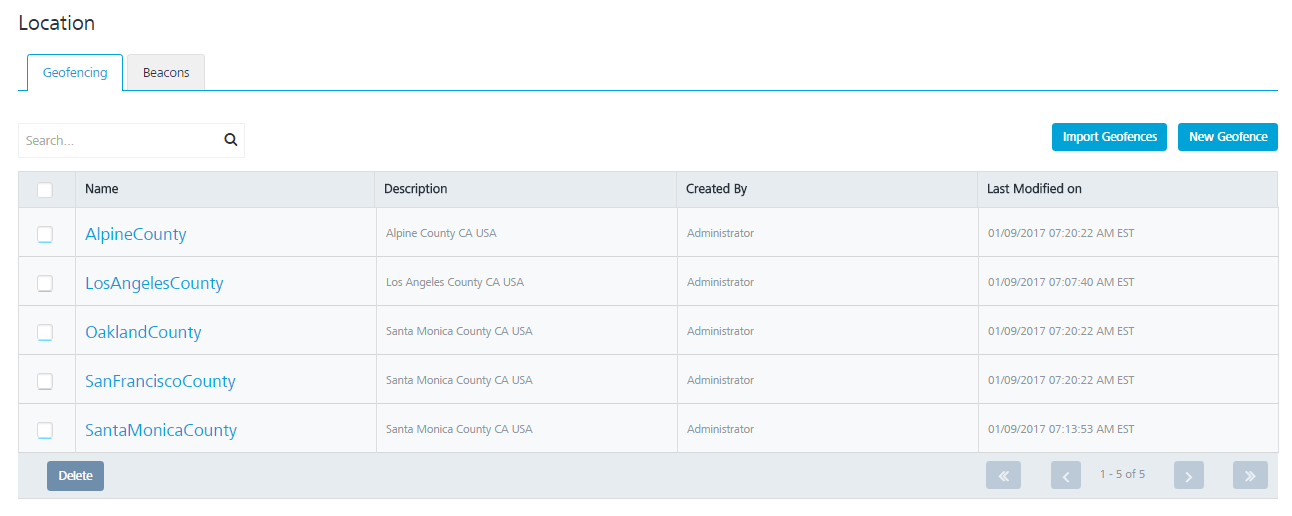 Location
Geofencing Beacons
Search...
Import Geofences New Geofence
Name Description Created By Last Modified on
AlpineCounty Alpine County CA USA Administrator 01/09/2017 07:20:22 AM EST
LosAngelesCounty Los Angeles County CA USA Administrator 01/09/2017 07:07:40 AM EST
OaklandCounty Santa Monica County CA USA Administrator 01/09/2017 07:20:22 AM EST
SanFranciscoCounty Santa Monica County CA USA Administrator 01/09/2017 07:20:22 AM EST
SantaMonicaCounty Santa Monica County CA USA Administrator 01/09/2017 07:13:53 AM EST
Delete « ‹ 1 - 5 of 5 › »